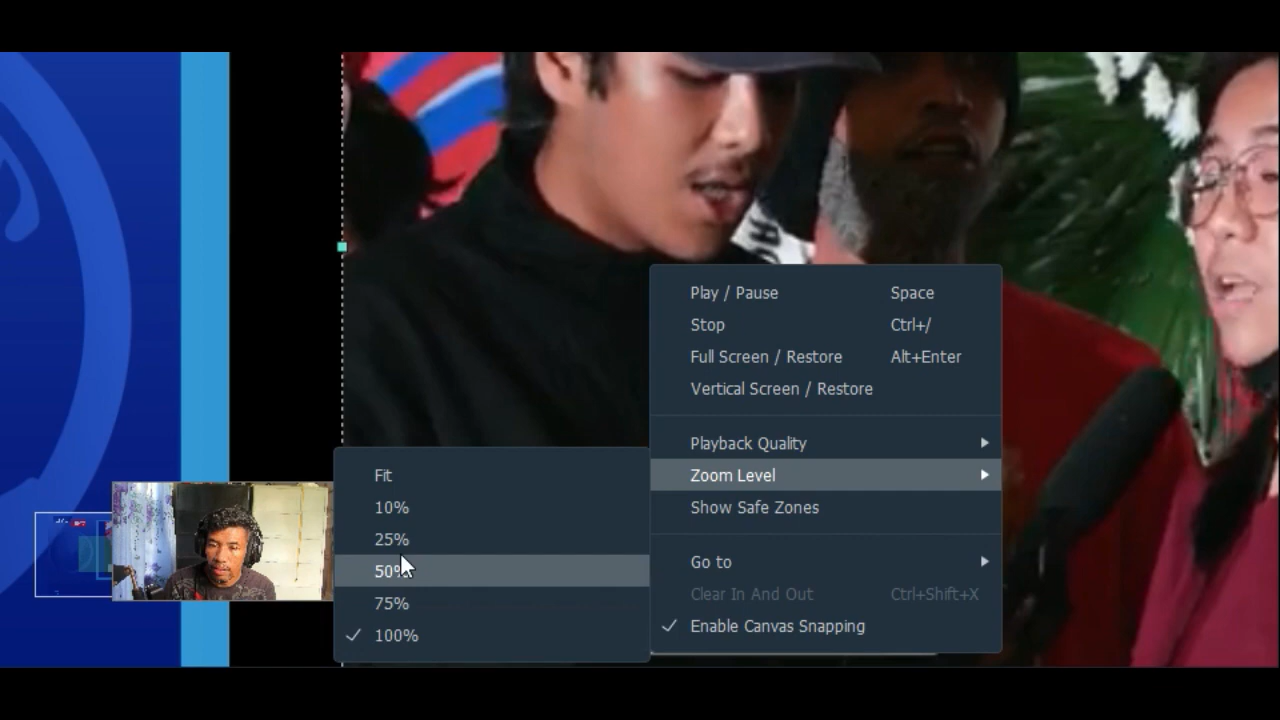 Play / Pause Space
Stop Ctrl+/
Full Screen / Restore Alt+Enter
Vertical Screen / Restore
Playback Quality
Zoom Level
Show Safe Zones
Go to
Clear In And Out Ctrl+Shift+X
Enable Canvas Snapping
Fit
10%
25%
50%
75%
100%